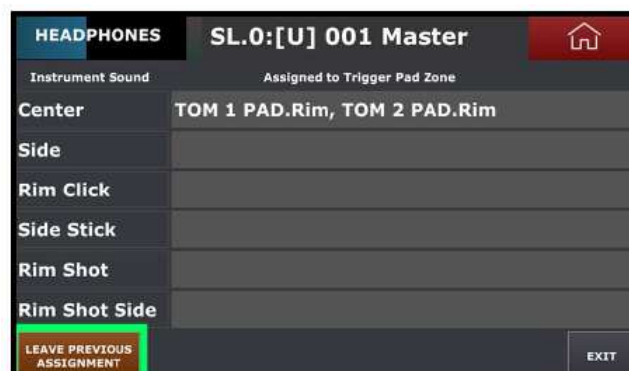 HEADPHONES SL.0:[U] 001 Master
Instrument Sound Assigned to Trigger Pad Zone
Center TOM 1 PAD.Rim, TOM 2 PAD.Rim
Side
Rim Click
Side Stick
Rim Shot
Rim Shot Side
LEAVE PREVIOUS
ASSIGNMENT EXIT